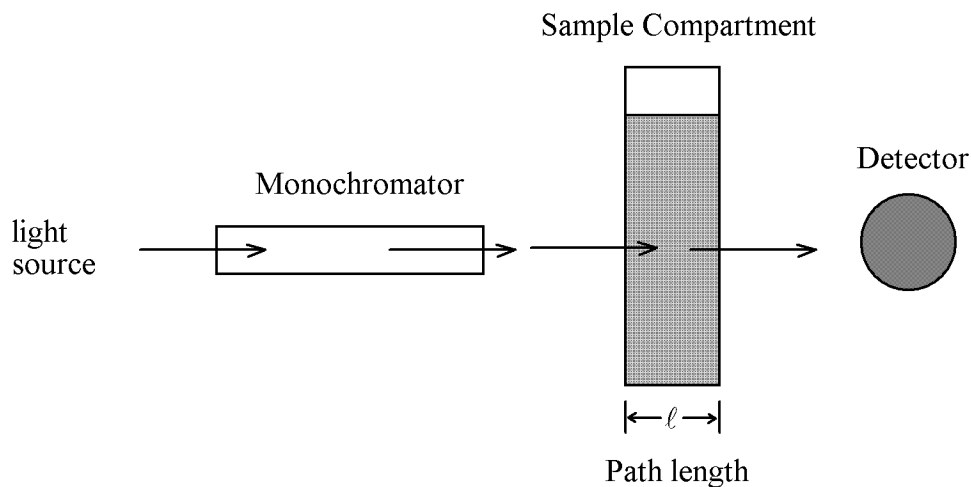 Sample Compartment
Detector
Monochromator
light
source
ℓ
Path length